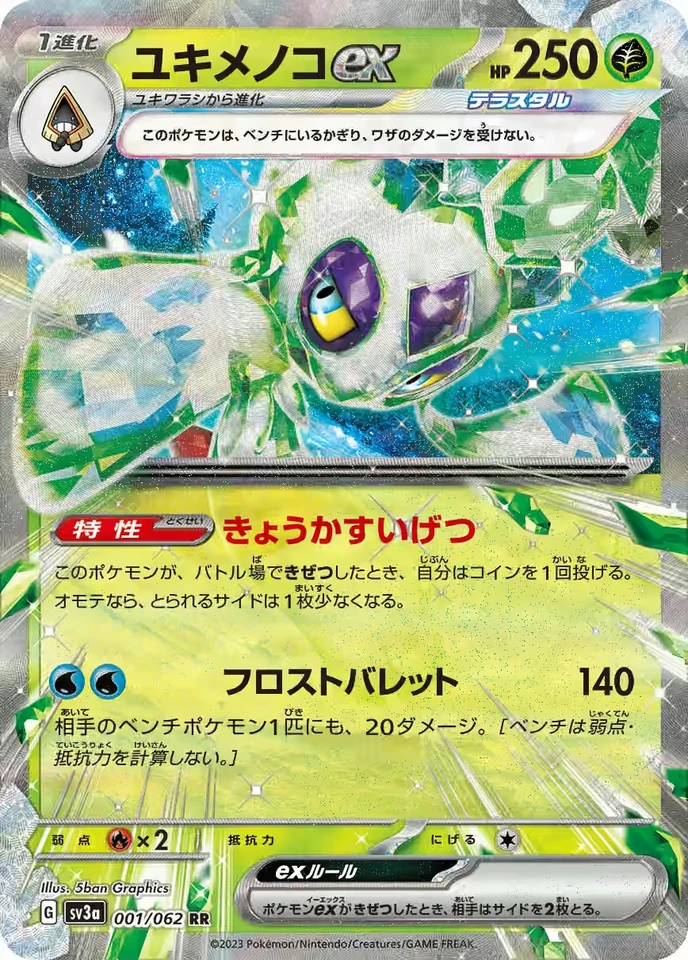 1進化
ユキメノコex
HP 250
ユキワラシから進化
テラスタル
このポケモンは、ベンチにいるかぎり、ワザのダメージを受けない。
特性 とくせい
きょうかすいげつ
このポケモンが、バトル場できぜつしたとき、自分はコインを1回投げる。
オモテなら、とられるサイドは1枚少なくなる。
フロストバレット 140
相手のベンチポケモン1匹にも、20ダメージ。[ベンチは弱点・
抵抗力を計算しない。]
弱点 ×2 抵抗力 にげる
exルール
ポケモンexがきぜつしたとき、相手はサイドを2枚とる。
Illus. 5ban Graphics
G sv3a 001/062 RR
©2023 Pokémon/Nintendo/Creatures/GAME FREAK.